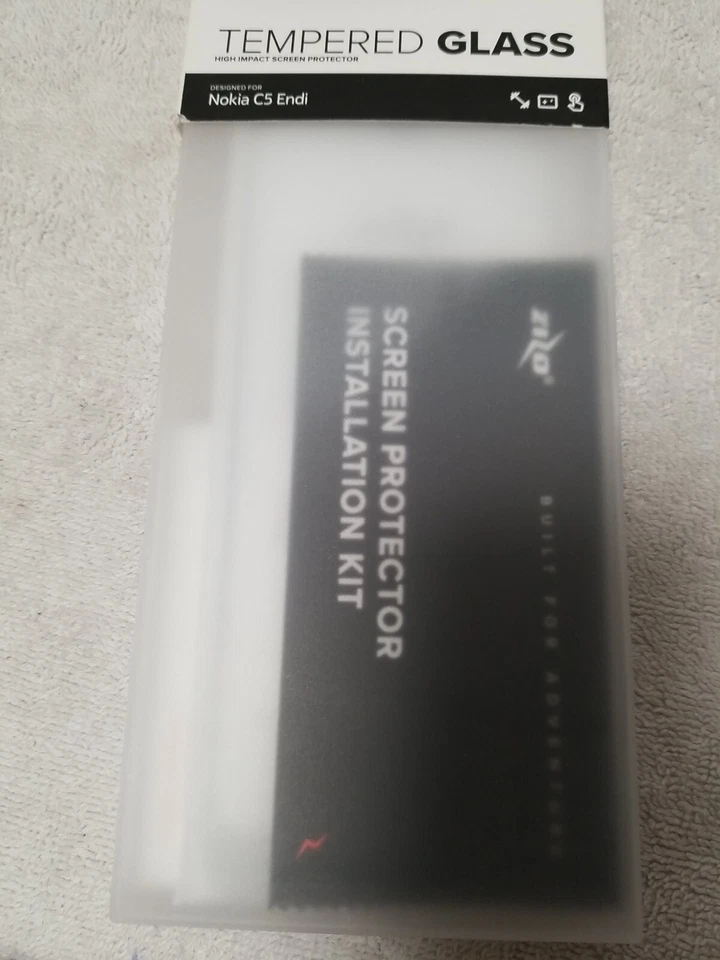 TEMPERED GLASS
HIGH IMPACT SCREEN PROTECTOR
DESIGNED FOR
Nokia C5 Endi
ZIZO®
BUILT FOR ADVENTURE
SCREEN PROTECTOR
INSTALLATION KIT